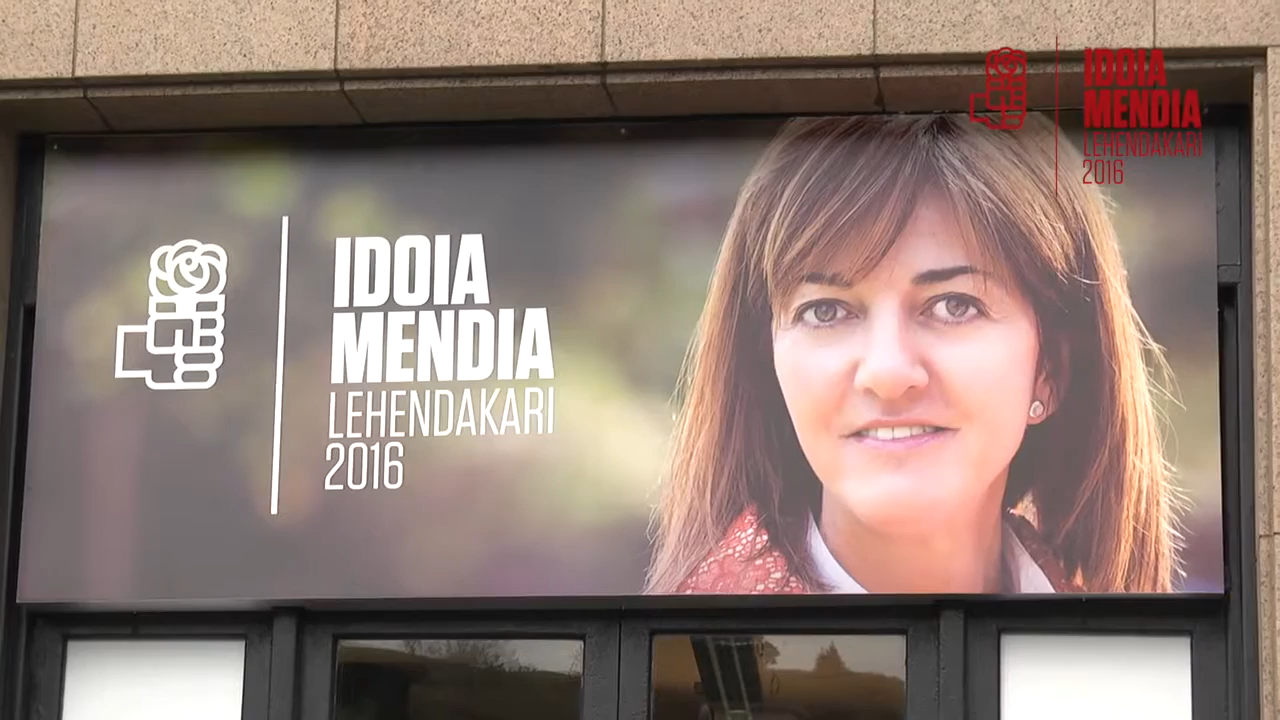 IDOIA
MENDIA
LEHENDAKARI
2016
IDOIA
MENDIA
LEHENDAKARI
2016